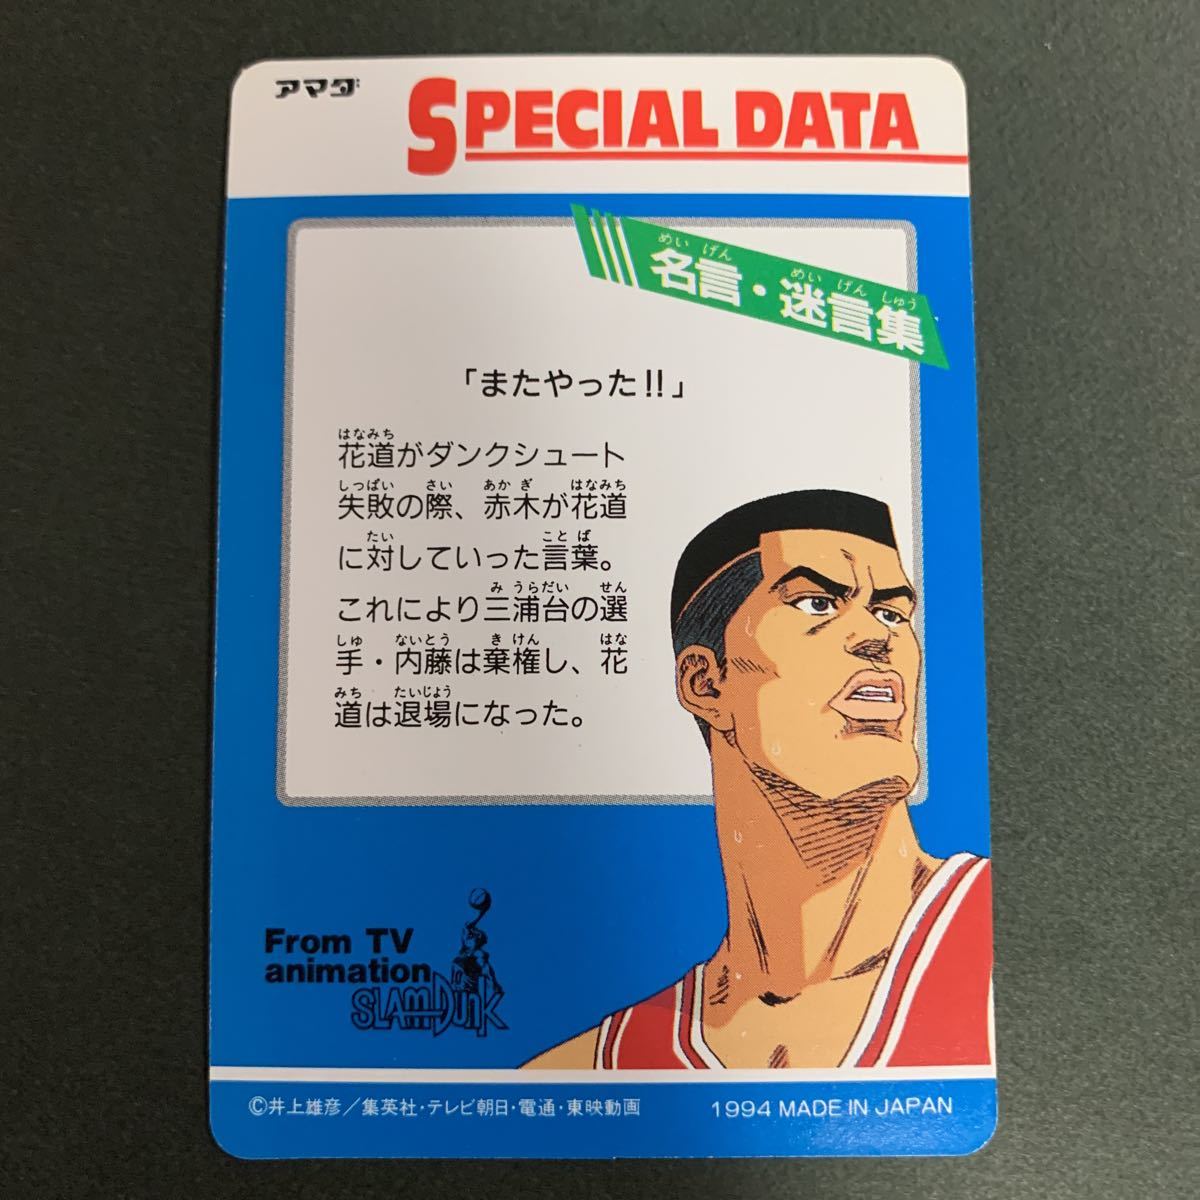 アマダ
SPECIAL DATA
めい げん めい げん しゅう
名言・迷言集
「またやった!!」
はなみち
花道がダンクシュート
しっぱい さい あかぎ はなみち
失敗の際、赤木が花道
たい ことば
に対していった言葉。
みうらだい せん
これにより三浦台の選
しゅ ないとう きけん はな
手・内藤は棄権し、花
みち たいじょう
道は退場になった。
From TV
animation
SLAM DUNK
©井上雄彦／集英社・テレビ朝日・電通・東映動画
1994 MADE IN JAPAN